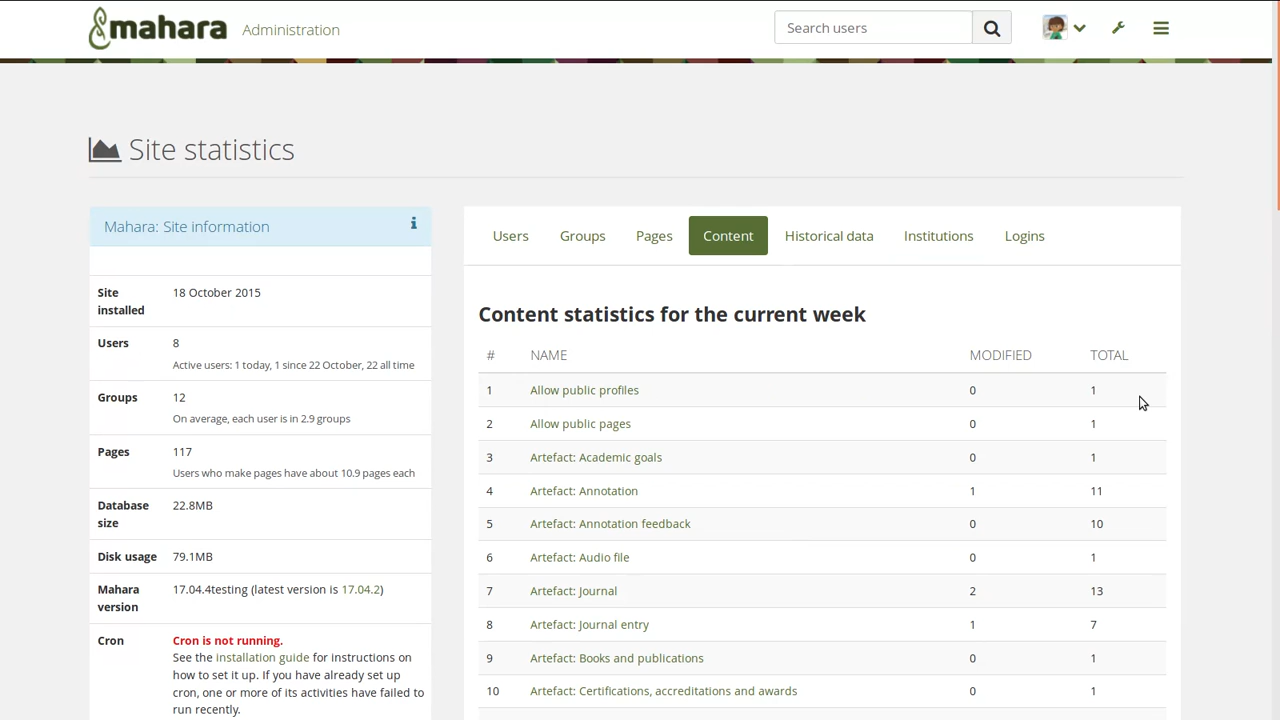 mahara Administration
Search users
Site statistics
Mahara: Site information
Site installed 18 October 2015
Users 8
Active users: 1 today, 1 since 22 October, 22 all time
Groups 12
On average, each user is in 2.9 groups
Pages 117
Users who make pages have about 10.9 pages each
Database size 22.8MB
Disk usage 79.1MB
Mahara version 17.04.4testing (latest version is 17.04.2)
Cron Cron is not running.
See the installation guide for instructions on
how to set it up. If you have already set up
cron, one or more of its activities have failed to
run recently.
Users Groups Pages Content Historical data Institutions Logins
Content statistics for the current week
# NAME MODIFIED TOTAL
1 Allow public profiles 0 1
2 Allow public pages 0 1
3 Artefact: Academic goals 0 1
4 Artefact: Annotation 1 11
5 Artefact: Annotation feedback 0 10
6 Artefact: Audio file 0 1
7 Artefact: Journal 2 13
8 Artefact: Journal entry 1 7
9 Artefact: Books and publications 0 1
10 Artefact: Certifications, accreditations and awards 0 1